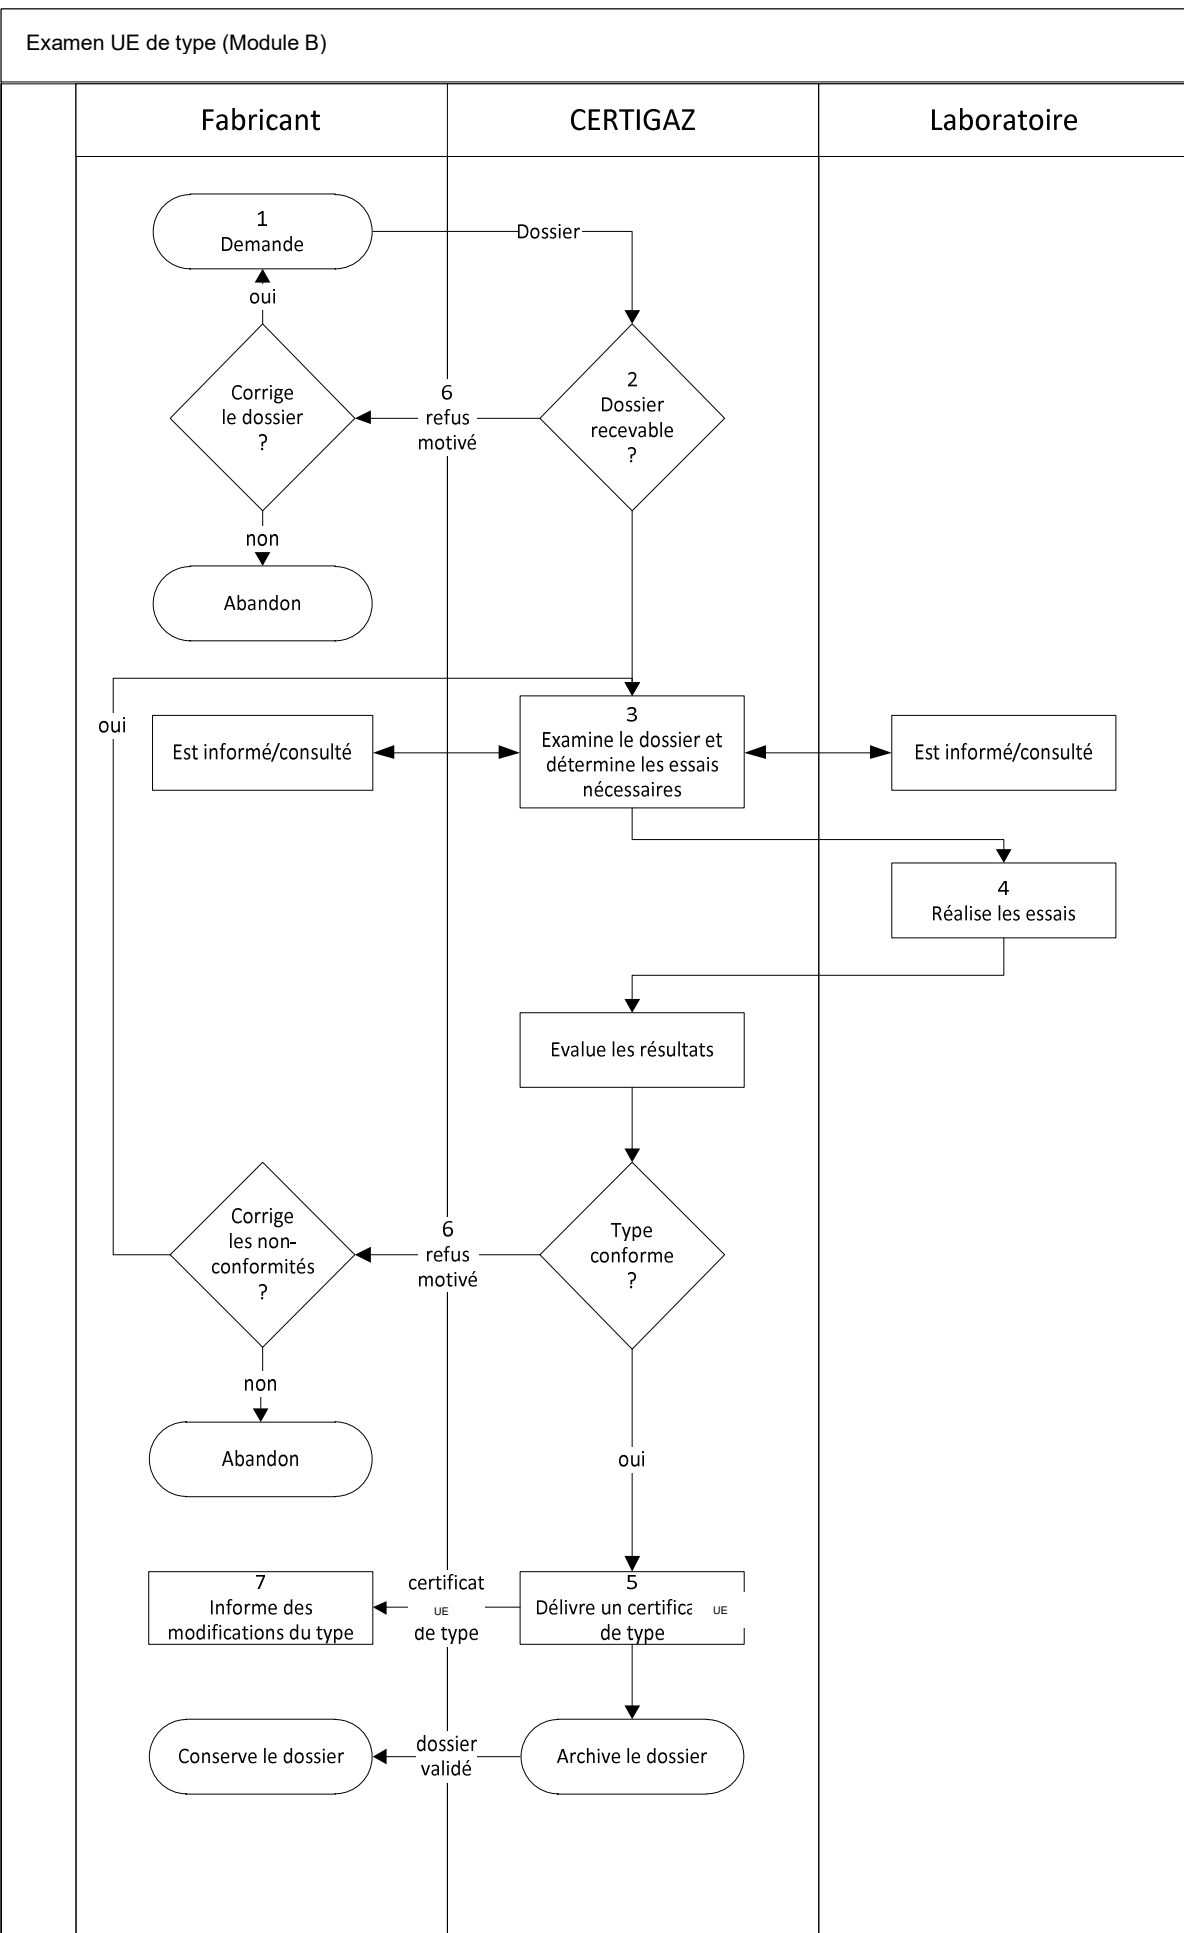 Examen UE de type (Module B)
Fabricant
CERTIGAZ
Laboratoire
1
Demande
Dossier
oui
Corrige
le dossier
?
6
refus
motivé
2
Dossier
recevable
?
non
Abandon
oui
Est informé/consulté
3
Examine le dossier et
détermine les essais
nécessaires
Est informé/consulté
4
Réalise les essais
Evalue les résultats
Corrige
les non-
conformités
?
6
refus
motivé
Type
conforme
?
non
Abandon
oui
7
Informe des
modifications du type
certificat
UE
de type
5
Délivre un certifica UE
de type
Conserve le dossier
dossier
validé
Archive le dossier